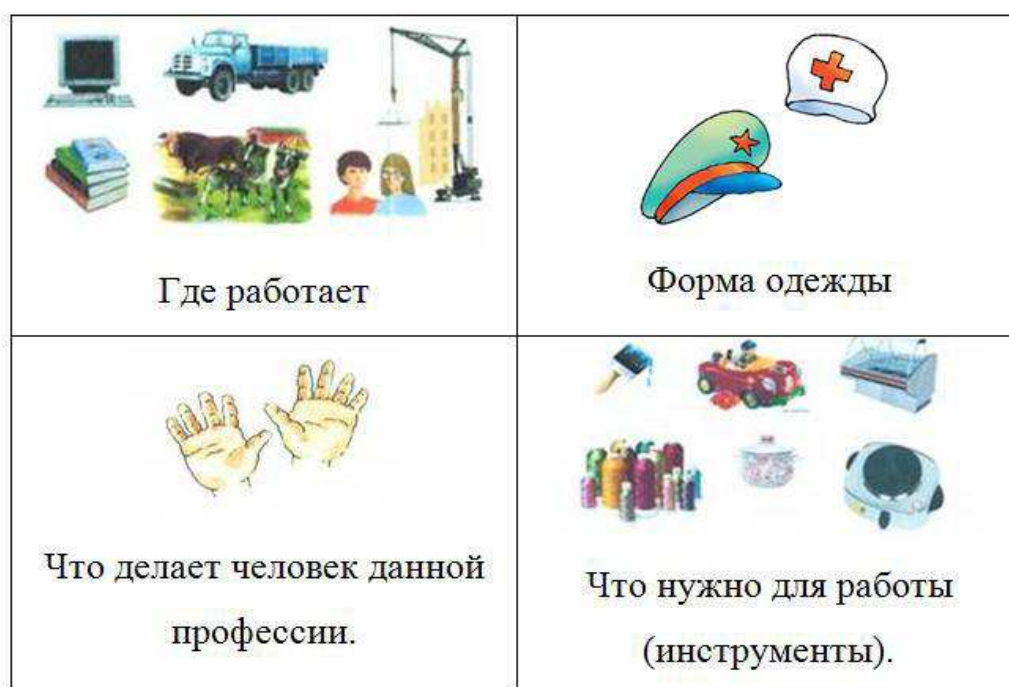 Где работает
Форма одежды
Что делает человек данной
профессии.
Что нужно для работы
(инструменты).